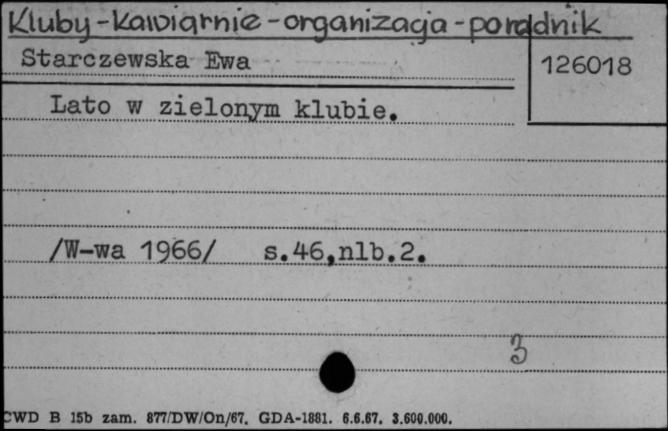 Kluby-kawiarnie-organizacja-poradnik
Starczewska Ewa
126018
Lato w zielonym klubie.
/W-wa 1966/ s.46,nlb.2.
3
CWD B 15b zam. 877/DW/On/67. GDA-1881. 6.6.67. 3.600.000.